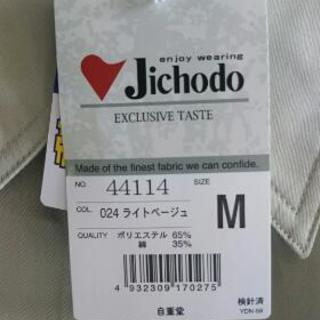 enjoy wearing
Jichodo
EXCLUSIVE TASTE
Made of the finest fabric we can confide.
NO. 44114 SIZE
COL. 024 ライトベージュ M
QUALITY ポリエステル 65%
綿 35%
4 932309 170275
自重堂 検針済
YDN-59